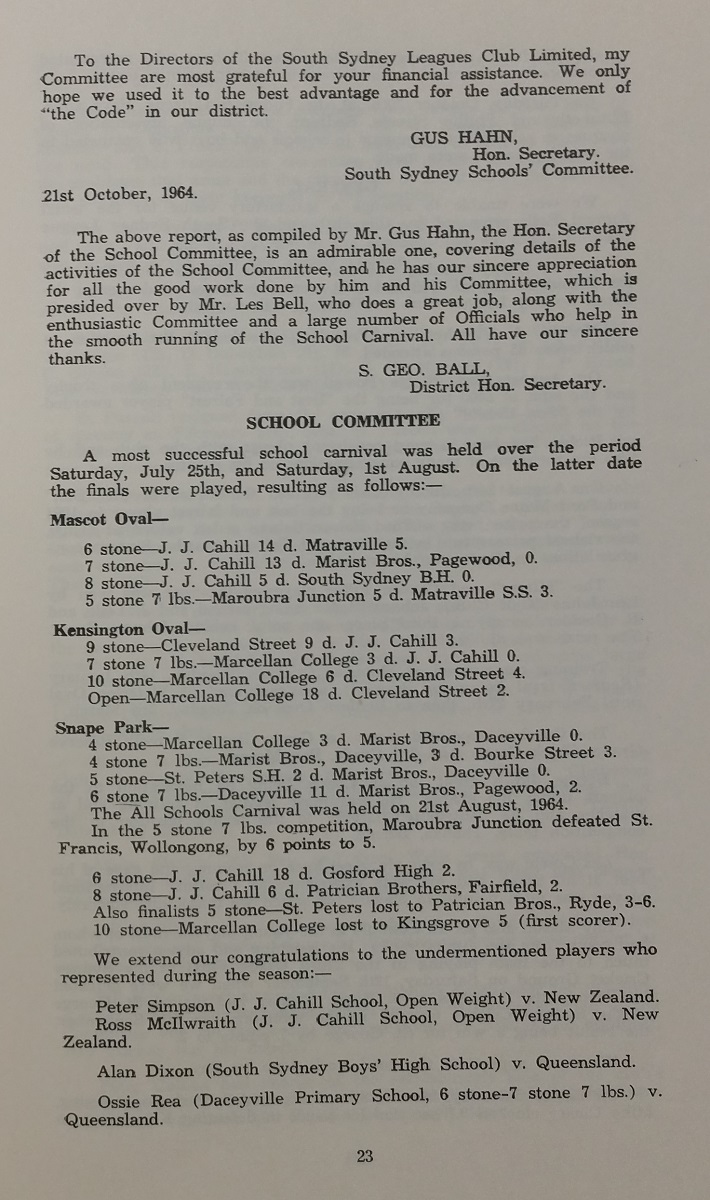 To the Directors of the South Sydney Leagues Club Limited, my
Committee are most grateful for your financial assistance. We only
hope we used it to the best advantage and for the advancement of
“the Code” in our district.
GUS HAHN,
Hon. Secretary.
South Sydney Schools’ Committee.
21st October, 1964.
The above report, as compiled by Mr. Gus Hahn, the Hon. Secretary
of the School Committee, is an admirable one, covering details of the
activities of the School Committee, and he has our sincere appreciation
for all the good work done by him and his Committee, which is
presided over by Mr. Les Bell, who does a great job, along with the
enthusiastic Committee and a large number of Officials who help in
the smooth running of the School Carnival. All have our sincere
thanks.
S. GEO. BALL,
District Hon. Secretary.
SCHOOL COMMITTEE
A most successful school carnival was held over the period
Saturday, July 25th, and Saturday, 1st August. On the latter date
the finals were played, resulting as follows:—
Mascot Oval—
6 stone—J. J. Cahill 14 d. Matraville 5.
7 stone—J. J. Cahill 13 d. Marist Bros., Pagewood, 0.
8 stone—J. J. Cahill 5 d. South Sydney B.H. 0.
5 stone 7 lbs.—Maroubra Junction 5 d. Matraville S.S. 3.
Kensington Oval—
9 stone—Cleveland Street 9 d. J. J. Cahill 3.
7 stone 7 lbs.—Marcellan College 3 d. J. J. Cahill 0.
10 stone—Marcellan College 6 d. Cleveland Street 4.
Open—Marcellan College 18 d. Cleveland Street 2.
Snape Park—
4 stone—Marcellan College 3 d. Marist Bros., Daceyville 0.
4 stone 7 lbs.—Marist Bros., Daceyville, 3 d. Bourke Street 3.
5 stone—St. Peters S.H. 2 d. Marist Bros., Daceyville 0.
6 stone 7 lbs.—Daceyville 11 d. Marist Bros., Pagewood, 2.
The All Schools Carnival was held on 21st August, 1964.
In the 5 stone 7 lbs. competition, Maroubra Junction defeated St.
Francis, Wollongong, by 6 points to 5.
6 stone—J. J. Cahill 18 d. Gosford High 2.
8 stone—J. J. Cahill 6 d. Patrician Brothers, Fairfield, 2.
Also finalists 5 stone—St. Peters lost to Patrician Bros., Ryde, 3-6.
10 stone—Marcellan College lost to Kingsgrove 5 (first scorer).
We extend our congratulations to the undermentioned players who
represented during the season:—
Peter Simpson (J. J. Cahill School, Open Weight) v. New Zealand.
Ross McIlwraith (J. J. Cahill School, Open Weight) v. New
Zealand.
Alan Dixon (South Sydney Boys’ High School) v. Queensland.
Ossie Rea (Daceyville Primary School, 6 stone-7 stone 7 lbs.) v.
Queensland.
23